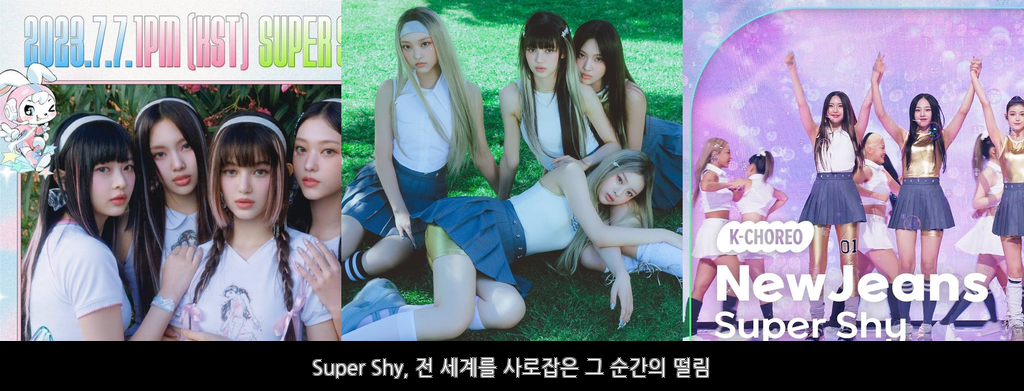 2023.7.7.1PM (KST) SUPER
K-CHOREO
01
NewJeans
Super Shy
Super Shy, 전 세계를 사로잡은 그 순간의 떨림